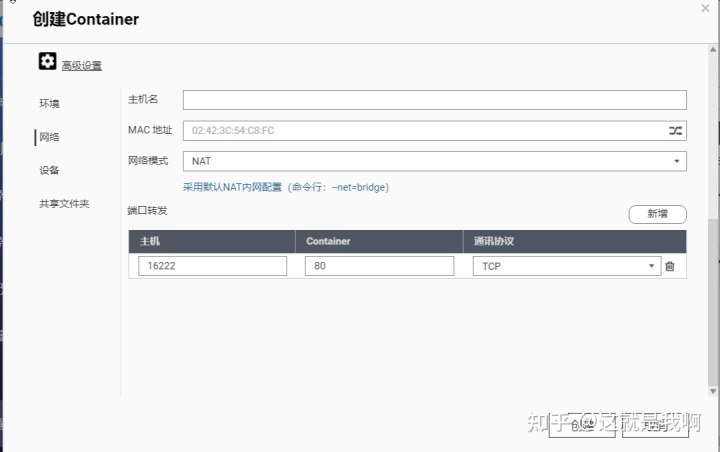 创建Container
高级设置
环境
网络
设备
共享文件夹
主机名
MAC 地址 02:42:3C:54:C8:FC
网络模式 NAT
采用默认NAT内网配置（命令行：--net=bridge）
端口转发 新增
主机 Container 通讯协议
16222 80 TCP
知乎 @这就是我啊
创建 取消